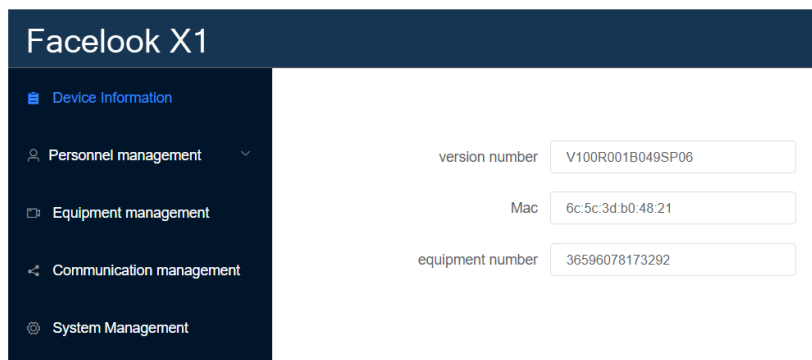 Facelook X1
Device Information
Personnel management
Equipment management
Communication management
System Management
version number V100R001B049SP06
Mac 6c:5c:3d:b0:48:21
equipment number 36596078173292